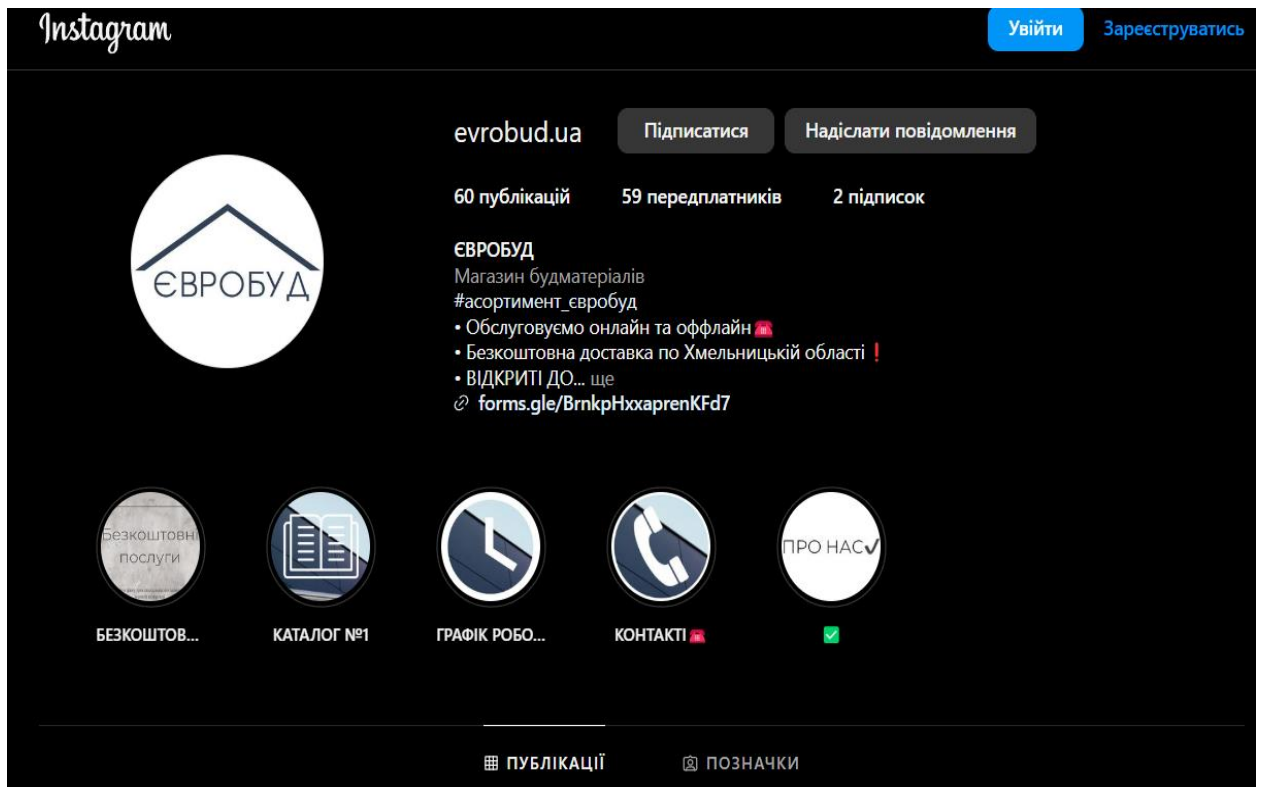 Instagram
Увійти
Зареєструватись
evrobud.ua
Підписатися
Надіслати повідомлення
60 публікацій
59 передплатників
2 підписок
ЄВРОБУД
ЄВРОБУД
Магазин будматеріалів
#асортимент_євробуд
• Обслуговуємо онлайн та оффлайн☎️
• Безкоштовна доставка по Хмельницькій області❗
• ВІДКРИТІ ДО... ще
forms.gle/BrnkpHxxaprenKFd7
Безкоштовні
послуги
ПРО НАС✓
БЕЗКОШТОВ...
КАТАЛОГ №1
ГРАФІК РОБО...
КОНТАКТІ☎️
✅
ПУБЛІКАЦІЇ
ПОЗНАЧКИ